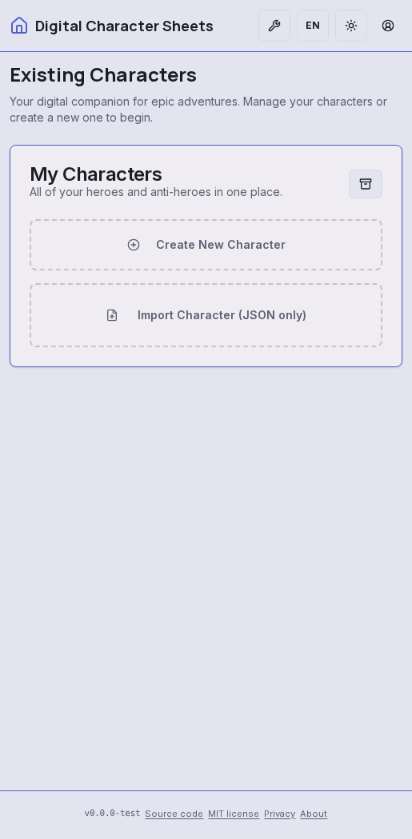 Digital Character Sheets EN
Existing Characters
Your digital companion for epic adventures. Manage your characters or
create a new one to begin.
My Characters
All of your heroes and anti-heroes in one place.
Create New Character
Import Character (JSON only)
v0.0.0-test Source code MIT license Privacy About